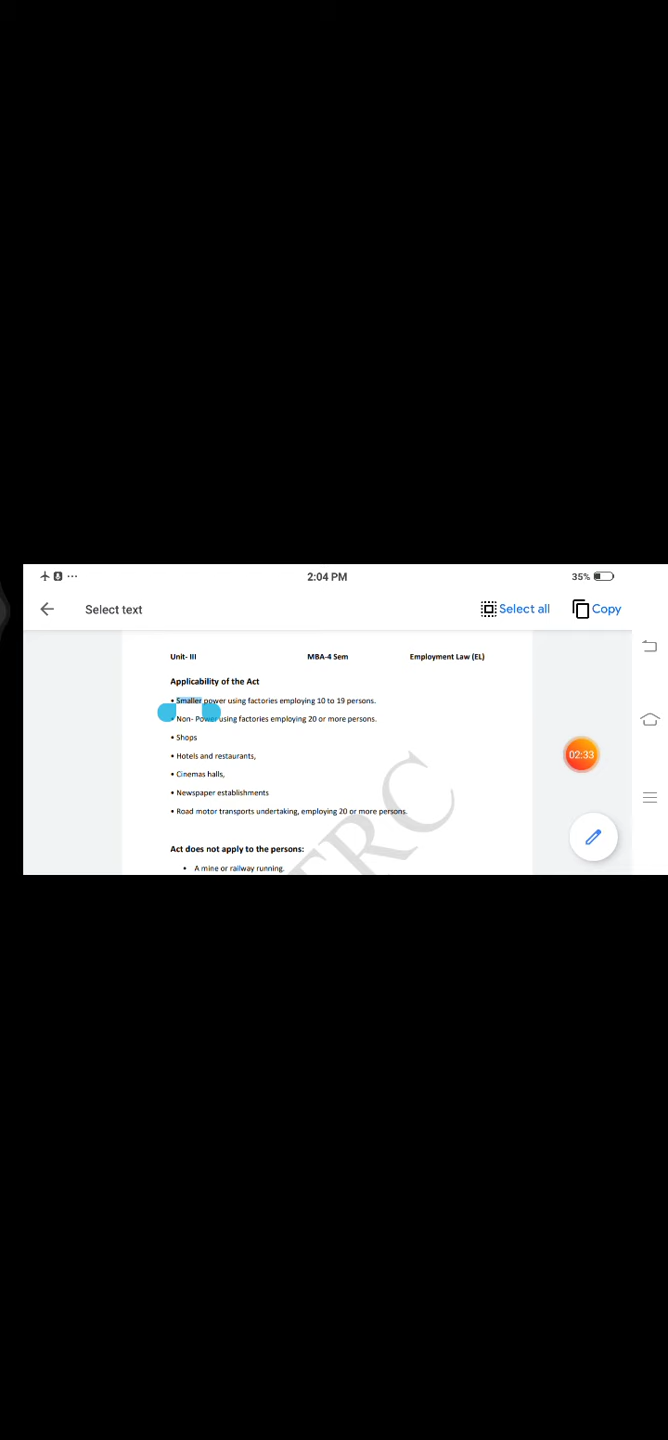 2:04 PM
35%
Select text
Select all
Copy
Unit- III
MBA-4 Sem
Employment Law (EL)
Applicability of the Act
• Smaller power using factories employing 10 to 19 persons.
• Non- Power using factories employing 20 or more persons.
• Shops
• Hotels and restaurants,
• Cinemas halls,
• Newspaper establishments
• Road motor transports undertaking, employing 20 or more persons.
02:33
Act does not apply to the persons:
• A mine or railway running.